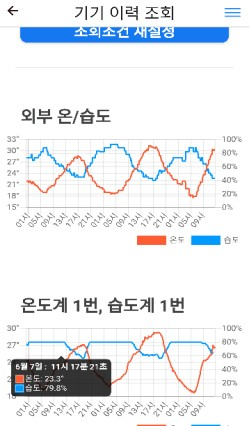 기기 이력 조회
조회조건 재설정
외부 온/습도
33° 100%
30° 80%
27°
24° 60%
21° 40%
18° 20%
15° 0%
01시 05시 09시 13시 17시 21시 01시 05시 09시 13시 17시 21시 01시 05시 09시
온도 습도
온도계 1번, 습도계 1번
30° 100%
80%
27° 60%
6월 7일 : 11시 17분 21초
온도: 23.3°
습도: 79.8%
40%
20%
15° 0%
01시 05시 09시 13시 17시 21시 01시 05시 09시 13시 17시 21시 01시 05시 09시